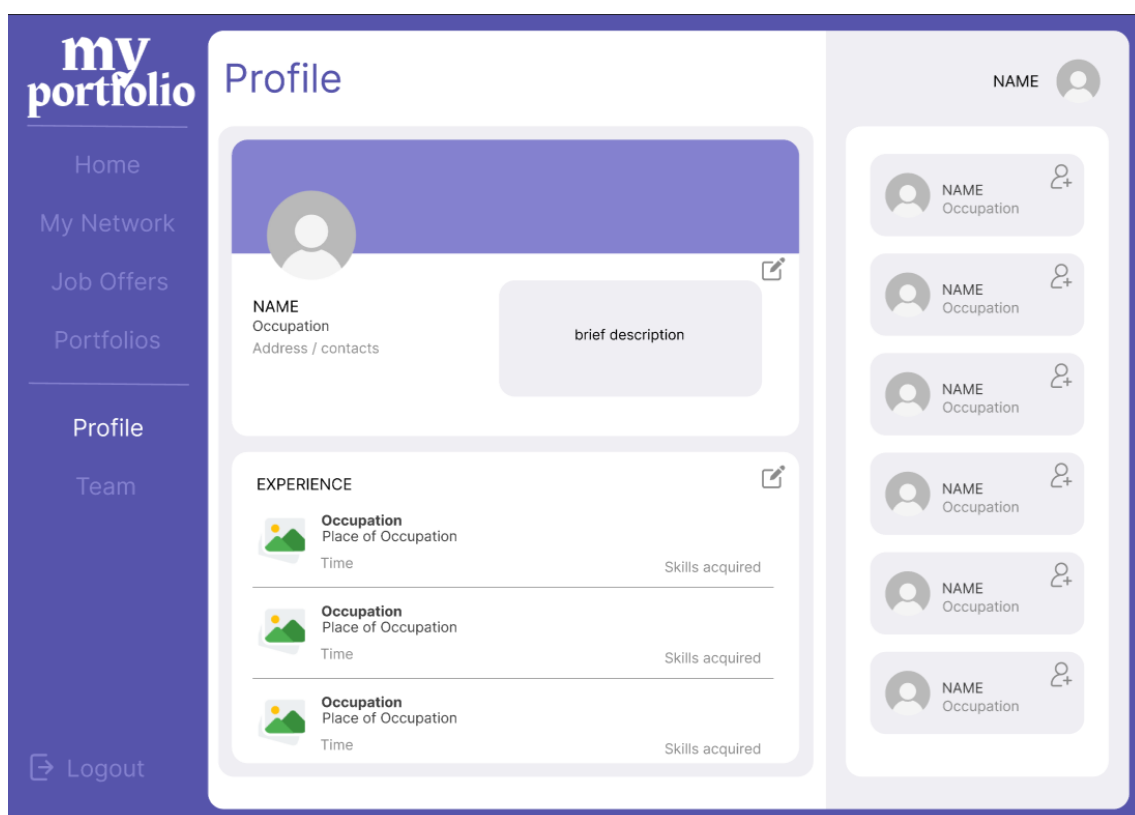 my
portfolio
Home
My Network
Job Offers
Portfolios
Profile
Team
Logout
Profile
NAME
Occupation
Address / contacts
brief description
EXPERIENCE
Occupation
Place of Occupation
Time
Skills acquired
Occupation
Place of Occupation
Time
Skills acquired
Occupation
Place of Occupation
Time
Skills acquired
NAME
NAME
Occupation
NAME
Occupation
NAME
Occupation
NAME
Occupation
NAME
Occupation
NAME
Occupation